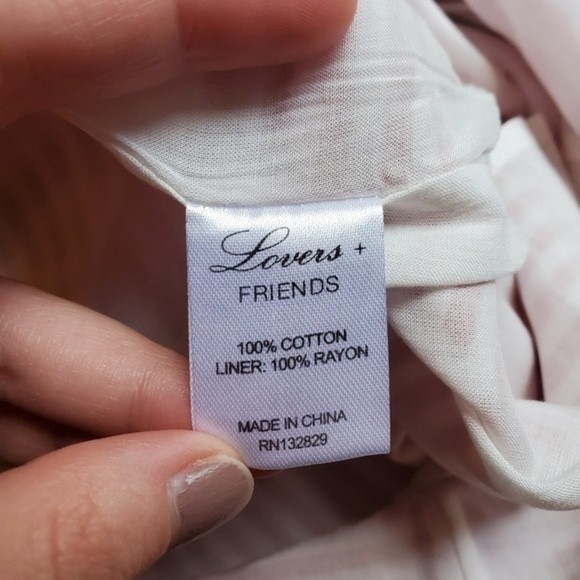 Lovers +
FRIENDS
100% COTTON
LINER: 100% RAYON
MADE IN CHINA
RN132829